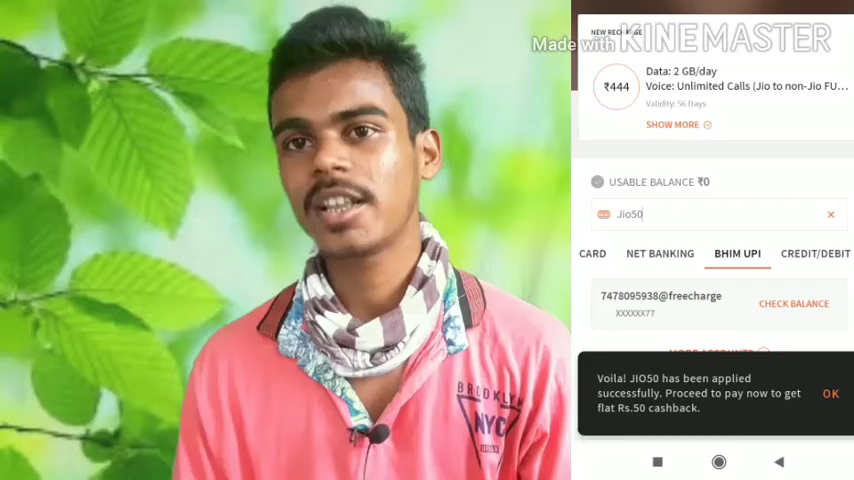 Made with KINEMASTER
NEW RECHARGE
₹444
Data: 2 GB/day
Voice: Unlimited Calls (Jio to non-Jio FU...
Validity: 56 Days
SHOW MORE
USABLE BALANCE ₹0
Jio50
CARD NET BANKING BHIM UPI CREDIT/DEBIT
7478095938@freecharge
XXXXXX77
CHECK BALANCE
MORE ACCOUNTS
Voila! JIO50 has been applied
successfully. Proceed to pay now to get
flat Rs.50 cashback.
OK
BROOKLYN
NYC